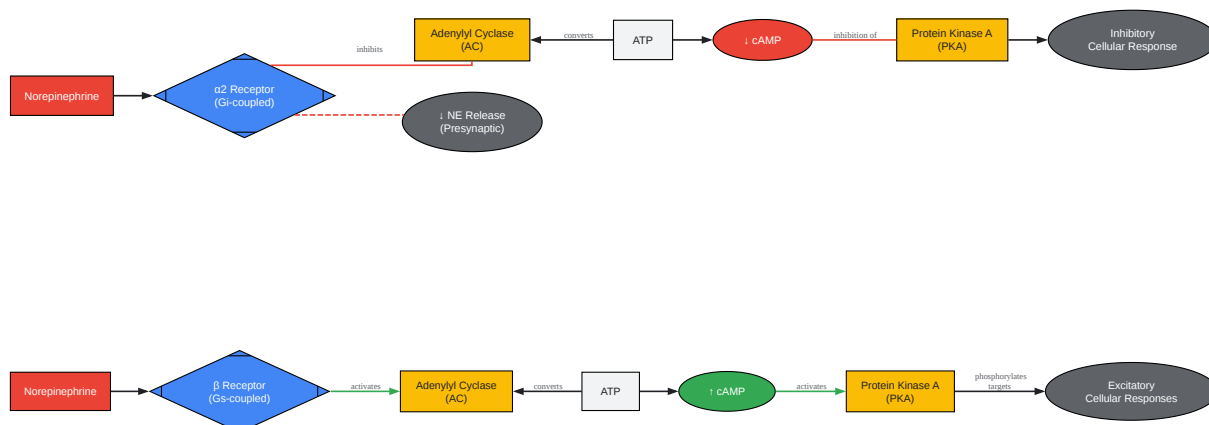 Norepinephrine
α2 Receptor
(Gi-coupled)
inhibits
Adenylyl Cyclase
(AC)
converts
ATP
↓ cAMP
inhibition of
Protein Kinase A
(PKA)
Inhibitory
Cellular Response
↓ NE Release
(Presynaptic)
Norepinephrine
β Receptor
(Gs-coupled)
activates
Adenylyl Cyclase
(AC)
converts
ATP
↑ cAMP
activates
Protein Kinase A
(PKA)
phosphorylates
targets
Excitatory
Cellular Responses